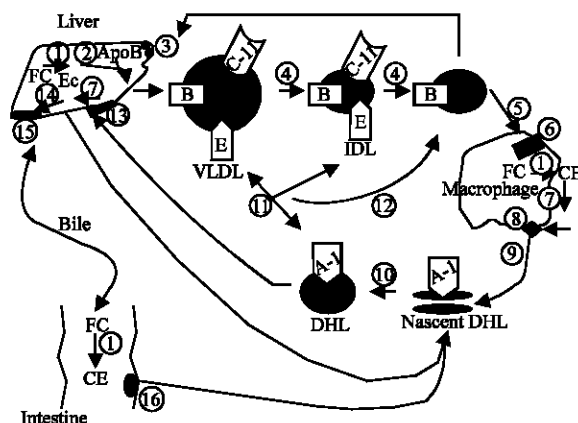 Liver
1 2 ApoB 3
FC Ec 7
14
15 13
B C-1 E
VLDL
4
B C-1 E
IDL
4
B
5
6
FC 1 CE
Macrophage 7
8
9
11
12
Bile
A-1
DHL
10
A-1
Nascent DHL
FC
1
CE
16
Intestine